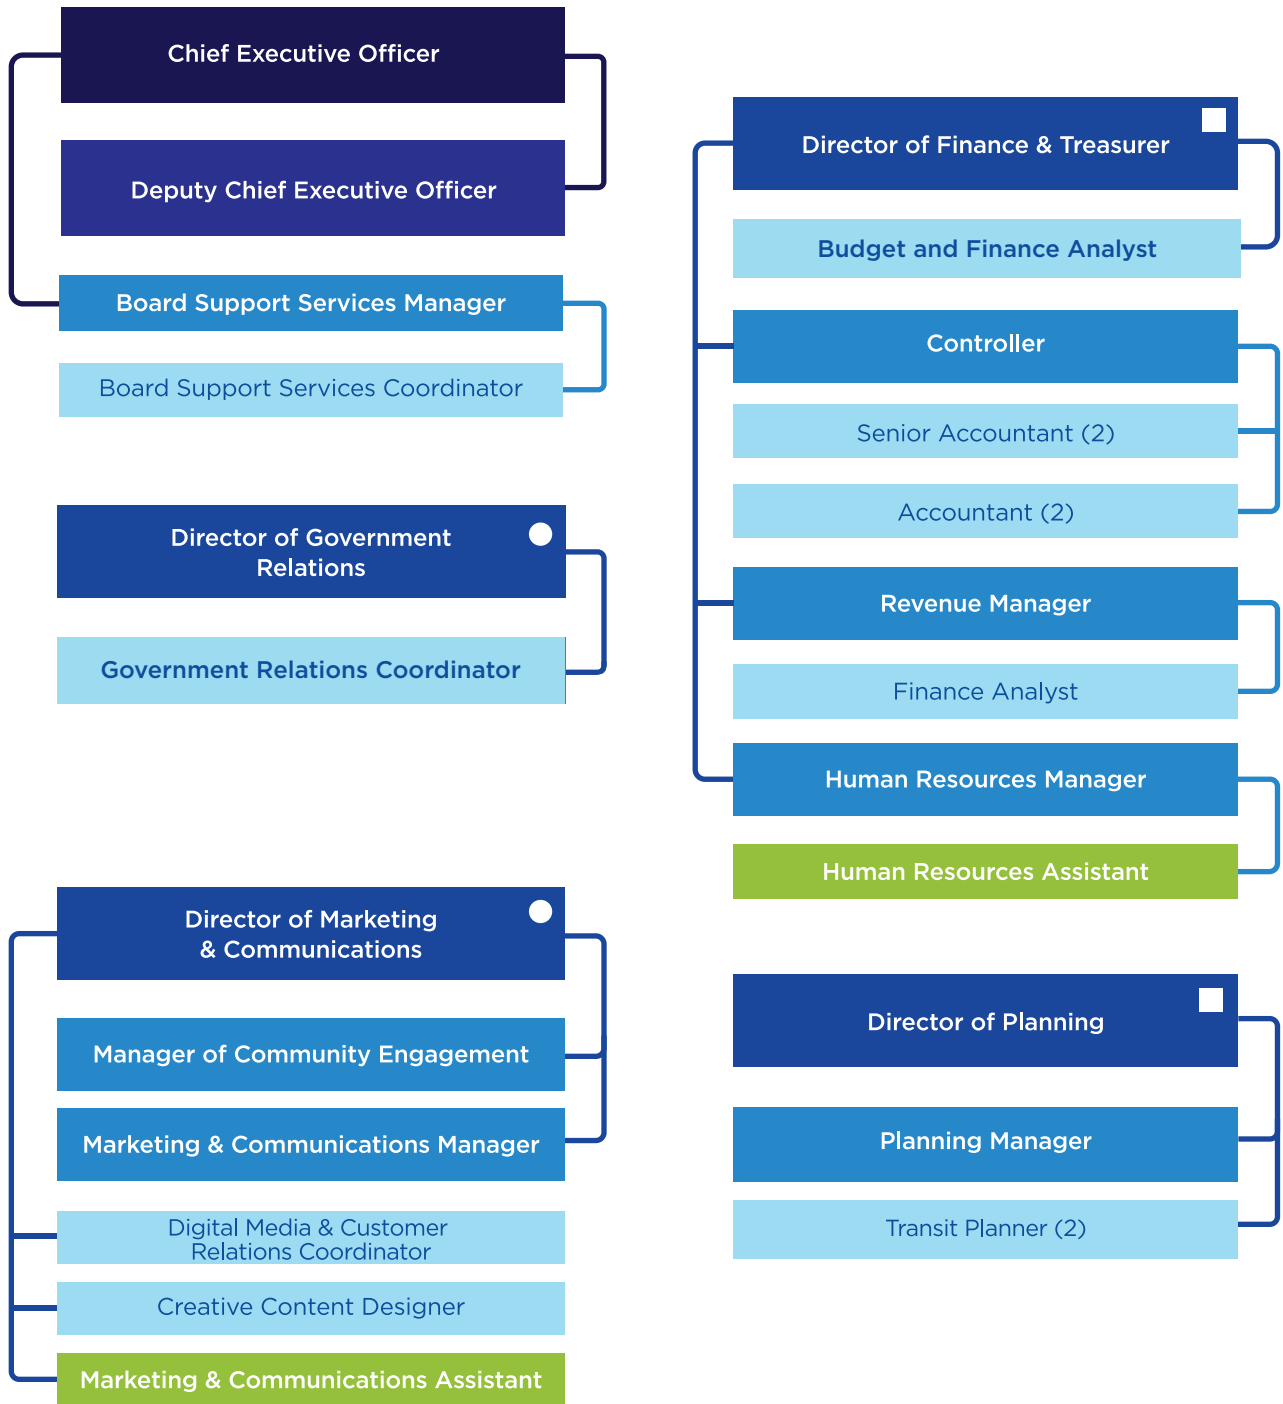 Chief Executive Officer
Deputy Chief Executive Officer
Board Support Services Manager
Board Support Services Coordinator
Director of Government
Relations
Government Relations Coordinator
Director of Marketing
& Communications
Manager of Community Engagement
Marketing & Communications Manager
Digital Media & Customer
Relations Coordinator
Creative Content Designer
Marketing & Communications Assistant
Director of Finance & Treasurer
Budget and Finance Analyst
Controller
Senior Accountant (2)
Accountant (2)
Revenue Manager
Finance Analyst
Human Resources Manager
Human Resources Assistant
Director of Planning
Planning Manager
Transit Planner (2)